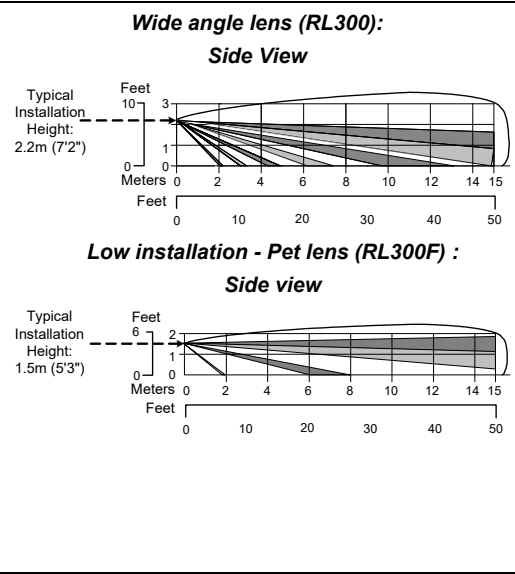 Wide angle lens (RL300):
Side View
Typical
Installation
Height:
2.2m (7'2")
Feet
10
3
1
0
0
Meters 0 2 4 6 8 10 12 14 15
Feet
0 10 20 30 40 50
Low installation - Pet lens (RL300F) :
Side view
Typical
Installation
Height:
1.5m (5'3")
Feet
6
2
1
0
0
Meters 0 2 4 6 8 10 12 14 15
Feet
0 10 20 30 40 50